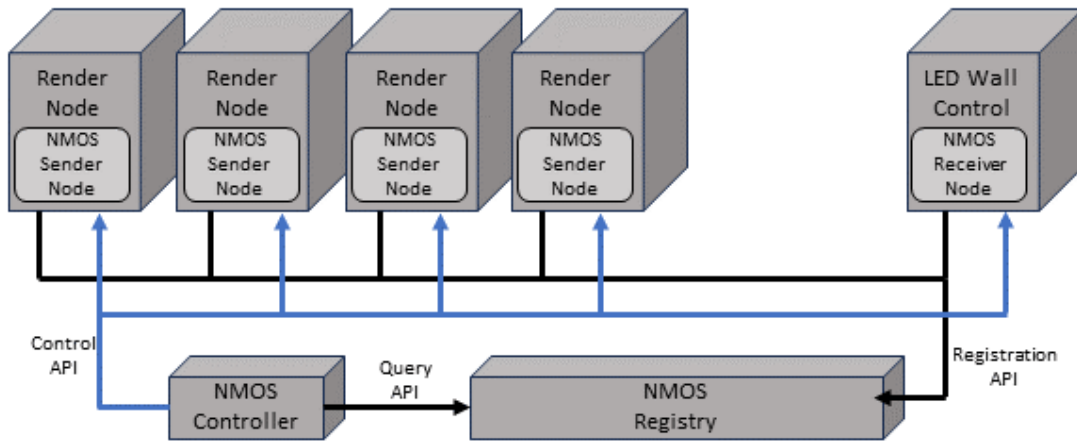 Render
Node
NMOS
Sender
Node
Render
Node
NMOS
Sender
Node
Render
Node
NMOS
Sender
Node
Render
Node
NMOS
Sender
Node
LED Wall
Control
NMOS
Receiver
Node
Control
API
NMOS
Controller
Query
API
NMOS
Registry
Registration
API